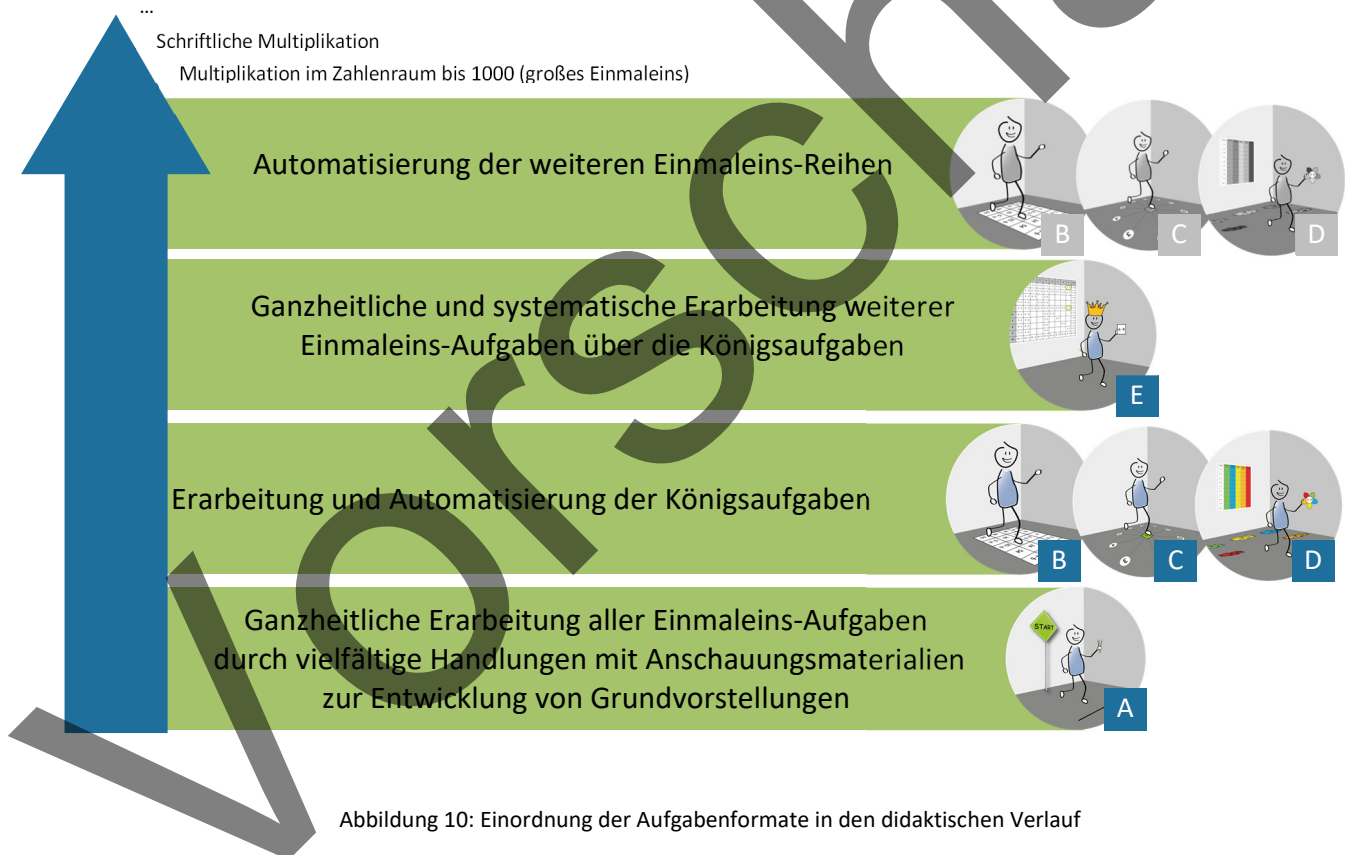 ...
Schriftliche Multiplikation
Multiplikation im Zahlenraum bis 1000 (großes Einmaleins)
Automatisierung der weiteren Einmaleins-Reihen
B
C
D
Ganzheitliche und systematische Erarbeitung weiterer
Einmaleins-Aufgaben über die Königsaufgaben
E
Erarbeitung und Automatisierung der Königsaufgaben
B
C
D
Ganzheitliche Erarbeitung aller Einmaleins-Aufgaben
durch vielfältige Handlungen mit Anschauungsmaterialien
zur Entwicklung von Grundvorstellungen
START
A
Abbildung 10: Einordnung der Aufgabenformate in den didaktischen Verlauf